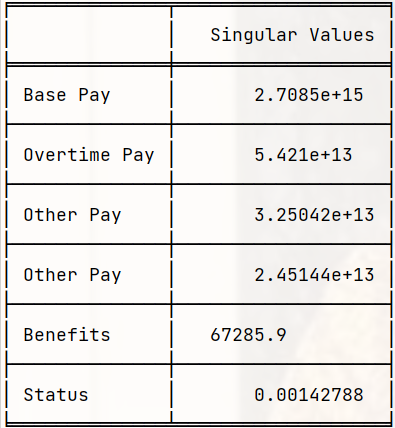 Singular Values
Base Pay 2.7085e+15
Overtime Pay 5.421e+13
Other Pay 3.25042e+13
Other Pay 2.45144e+13
Benefits 67285.9
Status 0.00142788